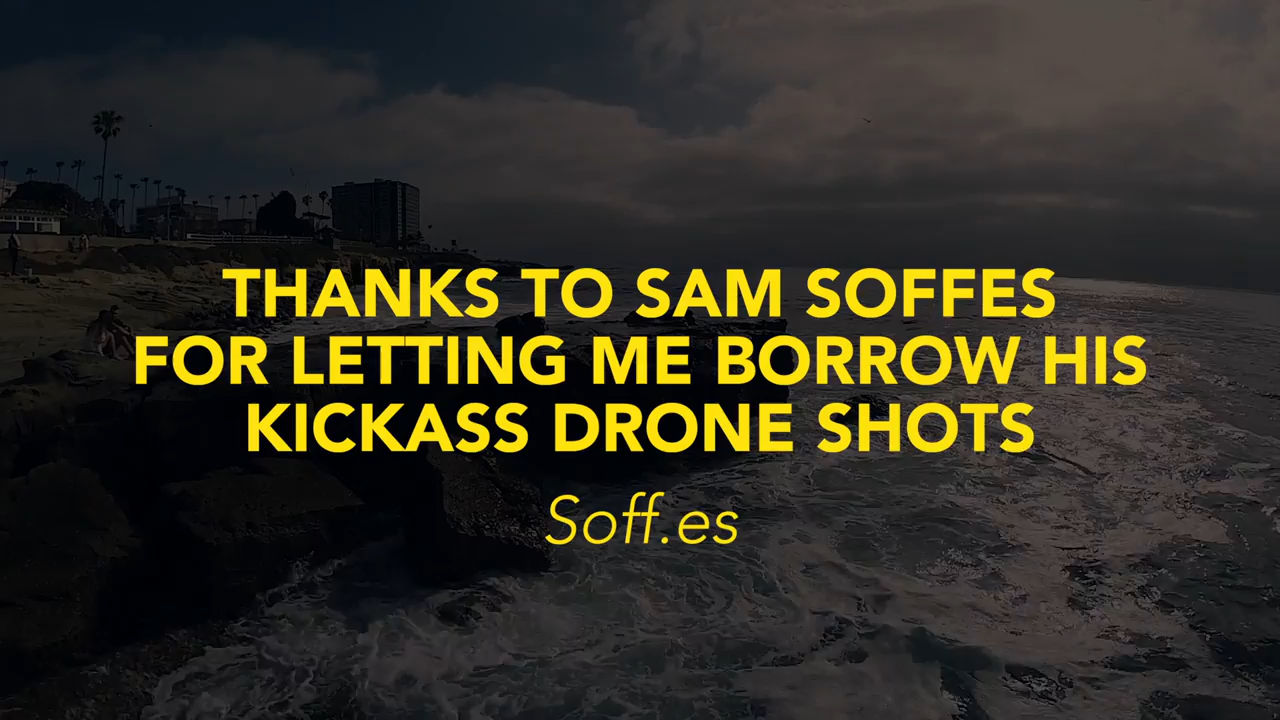 THANKS TO SAM SOFFES
FOR LETTING ME BORROW HIS
KICKASS DRONE SHOTS
Soff.es